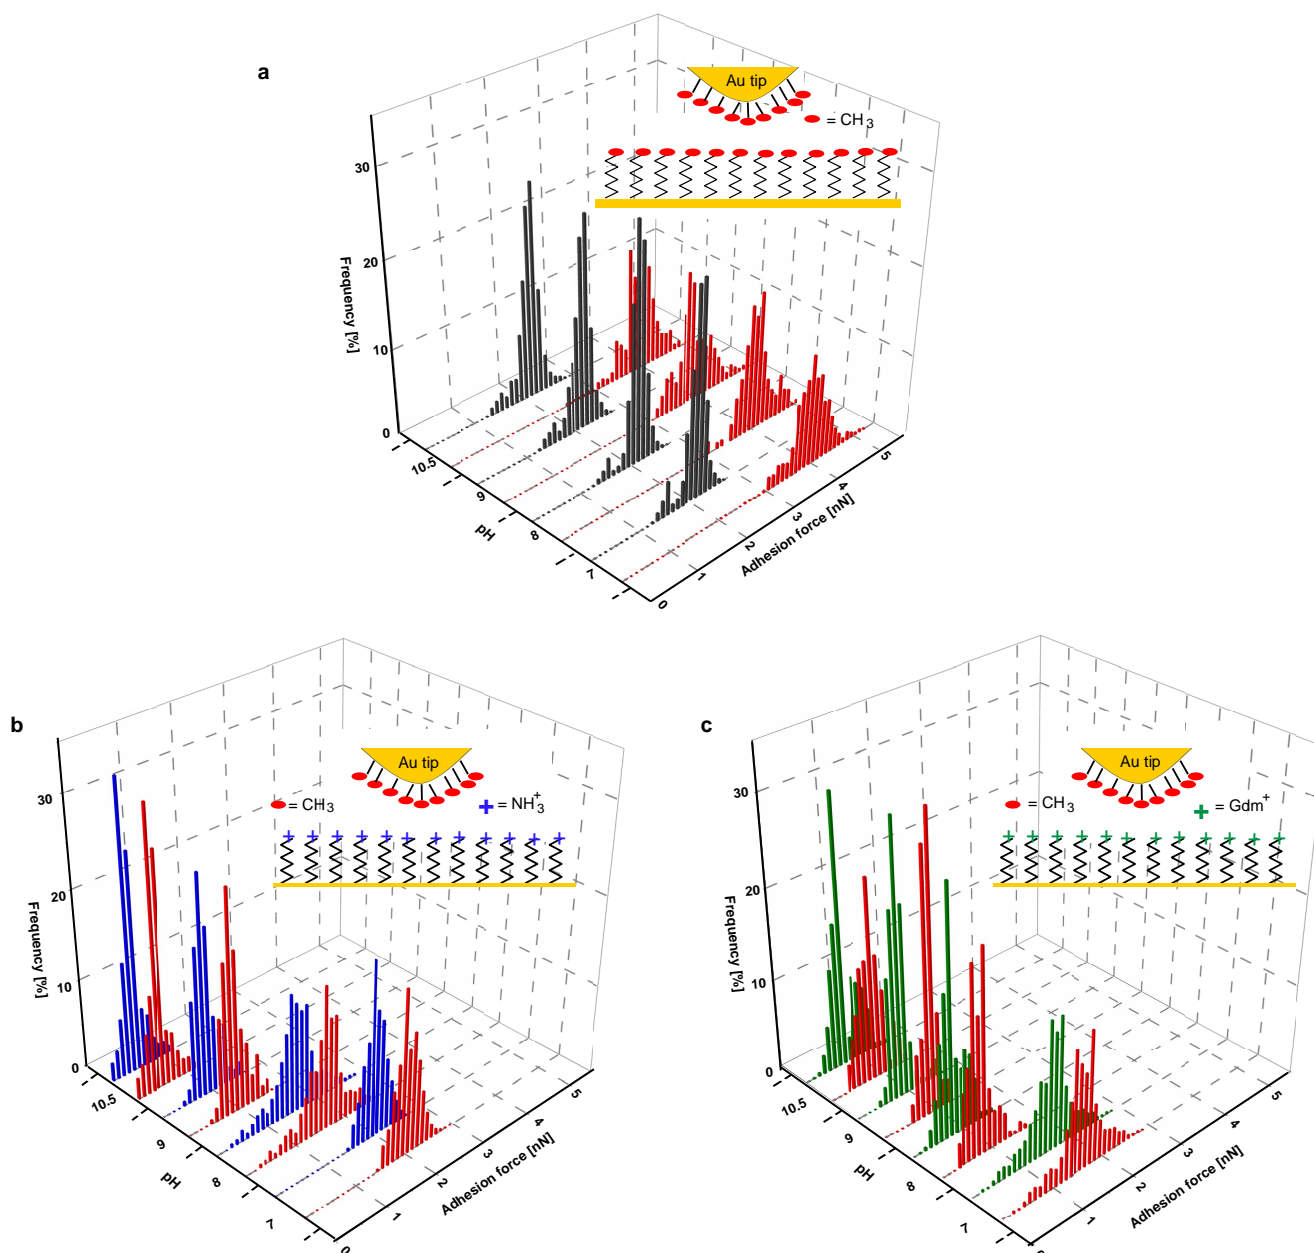 a
Au tip
= CH3
30
20
10
0
Frequency [%]
10.5
9
8
7
pH
0
1
2
3
4
5
Adhesion force [nN]
b
Au tip
= CH3
= NH3+
30
20
10
0
Frequency [%]
10.5
9
8
7
pH
0
1
2
3
4
5
Adhesion force [nN]
c
Au tip
= CH3
= Gdm+
30
20
10
0
Frequency [%]
10.5
9
8
7
pH
1
2
3
4
5
Adhesion force [nN]